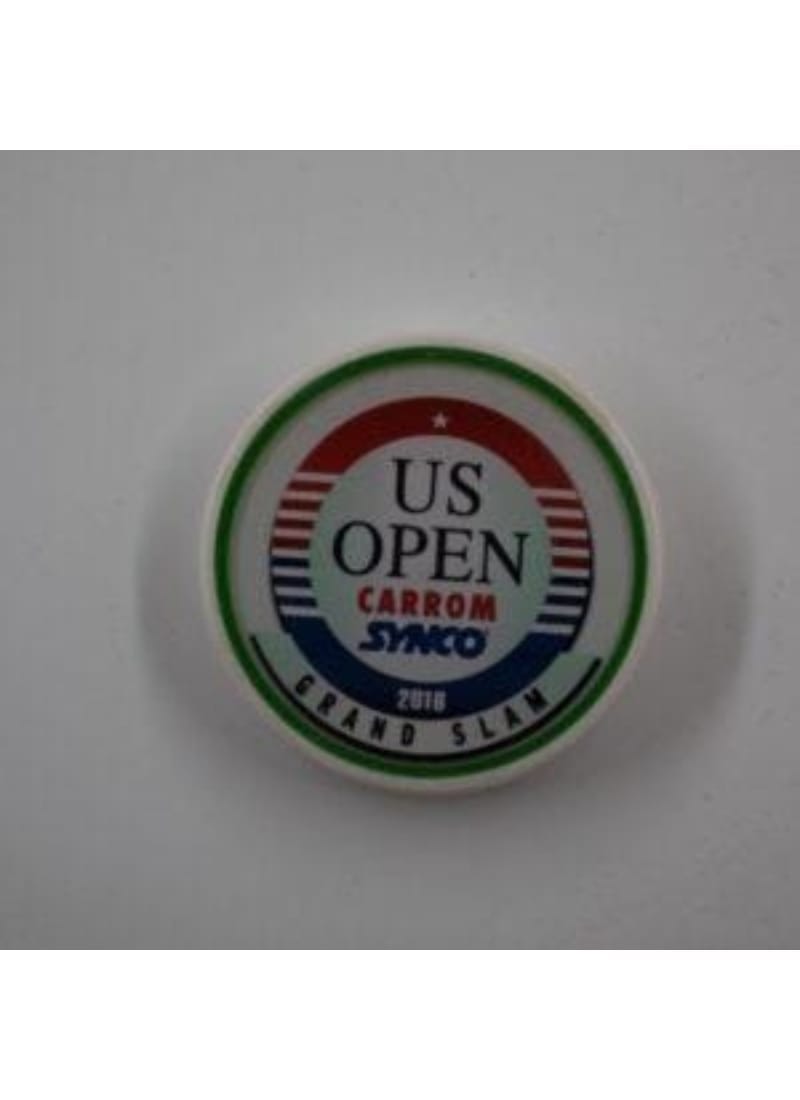 US
OPEN
CARROM
SYNCO
2018
GRAND SLAM